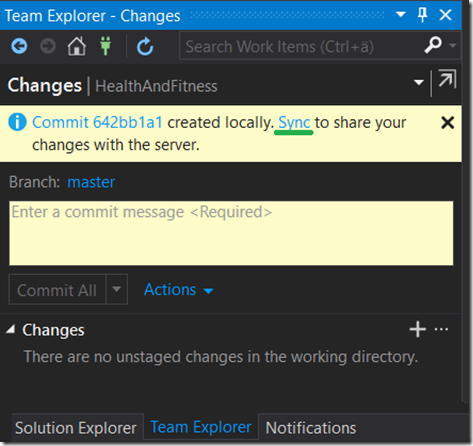 Team Explorer - Changes
Search Work Items (Ctrl+ä)
Changes | HealthAndFitness
Commit 642bb1a1 created locally. Sync to share your
changes with the server.
Branch: master
Enter a commit message <Required>
Commit All Actions
Changes
There are no unstaged changes in the working directory.
Solution Explorer Team Explorer Notifications